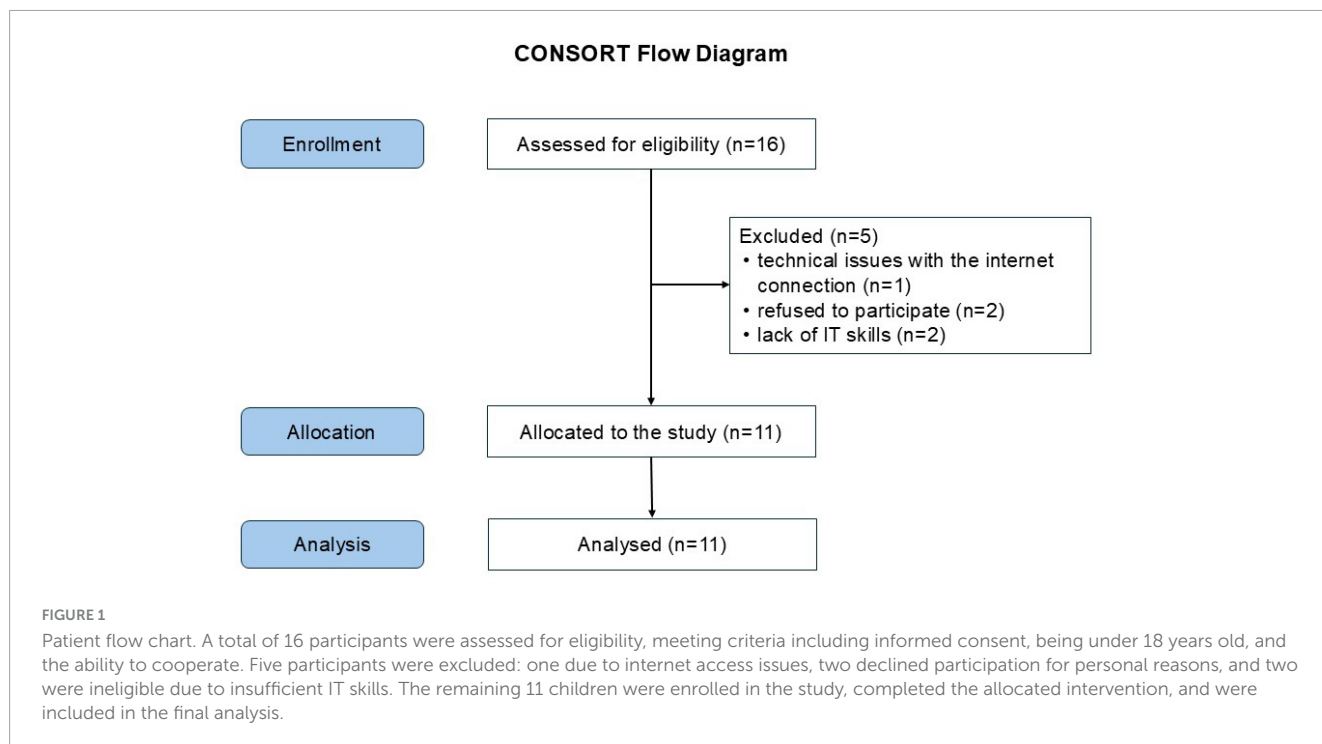 CONSORT Flow Diagram
Enrollment
Assessed for eligibility (n=16)
Excluded (n=5)
• technical issues with the internet
connection (n=1)
• refused to participate (n=2)
• lack of IT skills (n=2)
Allocation
Allocated to the study (n=11)
Analysis
Analysed (n=11)
FIGURE 1
Patient flow chart. A total of 16 participants were assessed for eligibility, meeting criteria including informed consent, being under 18 years old, and
the ability to cooperate. Five participants were excluded: one due to internet access issues, two declined participation for personal reasons, and two
were ineligible due to insufficient IT skills. The remaining 11 children were enrolled in the study, completed the allocated intervention, and were
included in the final analysis.